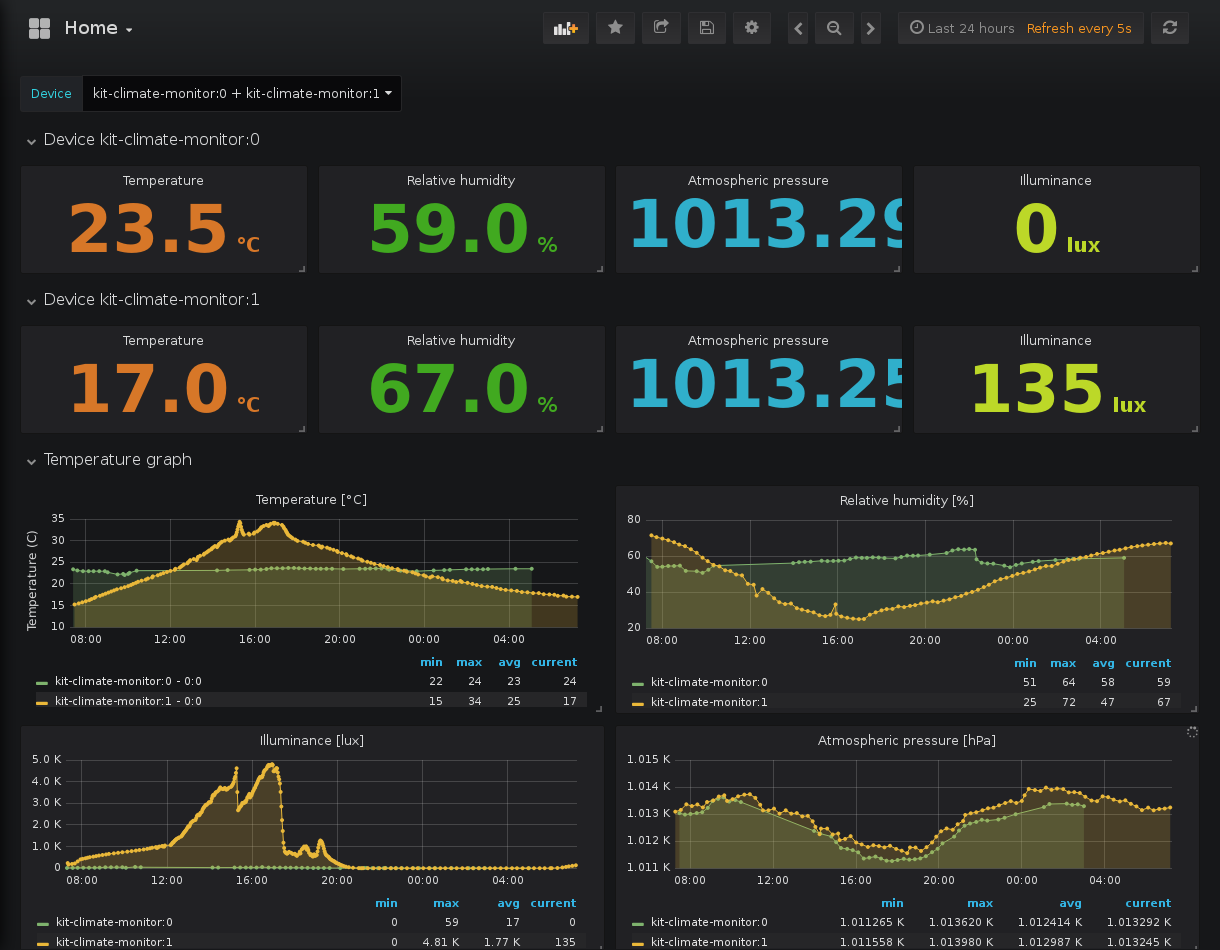 Home
Last 24 hours Refresh every 5s
Device kit-climate-monitor:0 + kit-climate-monitor:1
Device kit-climate-monitor:0
Temperature Relative humidity Atmospheric pressure Illuminance
23.5 °C 59.0 % 1013.29 0 lux
Device kit-climate-monitor:1
Temperature Relative humidity Atmospheric pressure Illuminance
17.0 °C 67.0 % 1013.25 135 lux
Temperature graph
Temperature [°C]
Temperature (C)
35
30
25
20
15
10
08:00 12:00 16:00 20:00 00:00 04:00
min max avg current
kit-climate-monitor:0 - 0:0 22 24 23 24
kit-climate-monitor:1 - 0:0 15 34 25 17
Relative humidity [%]
80
60
40
20
08:00 12:00 16:00 20:00 00:00 04:00
min max avg current
kit-climate-monitor:0 51 64 58 59
kit-climate-monitor:1 25 72 47 67
Illuminance [lux]
5.0 K
4.0 K
3.0 K
2.0 K
1.0 K
0
08:00 12:00 16:00 20:00 00:00 04:00
min max avg current
kit-climate-monitor:0 0 59 17 0
kit-climate-monitor:1 0 4.81 K 1.77 K 135
Atmospheric pressure [hPa]
1.015 K
1.014 K
1.013 K
1.012 K
1.011 K
08:00 12:00 16:00 20:00 00:00 04:00
min max avg current
kit-climate-monitor:0 1.011265 K 1.013620 K 1.012414 K 1.013292 K
kit-climate-monitor:1 1.011558 K 1.013980 K 1.012987 K 1.013245 K